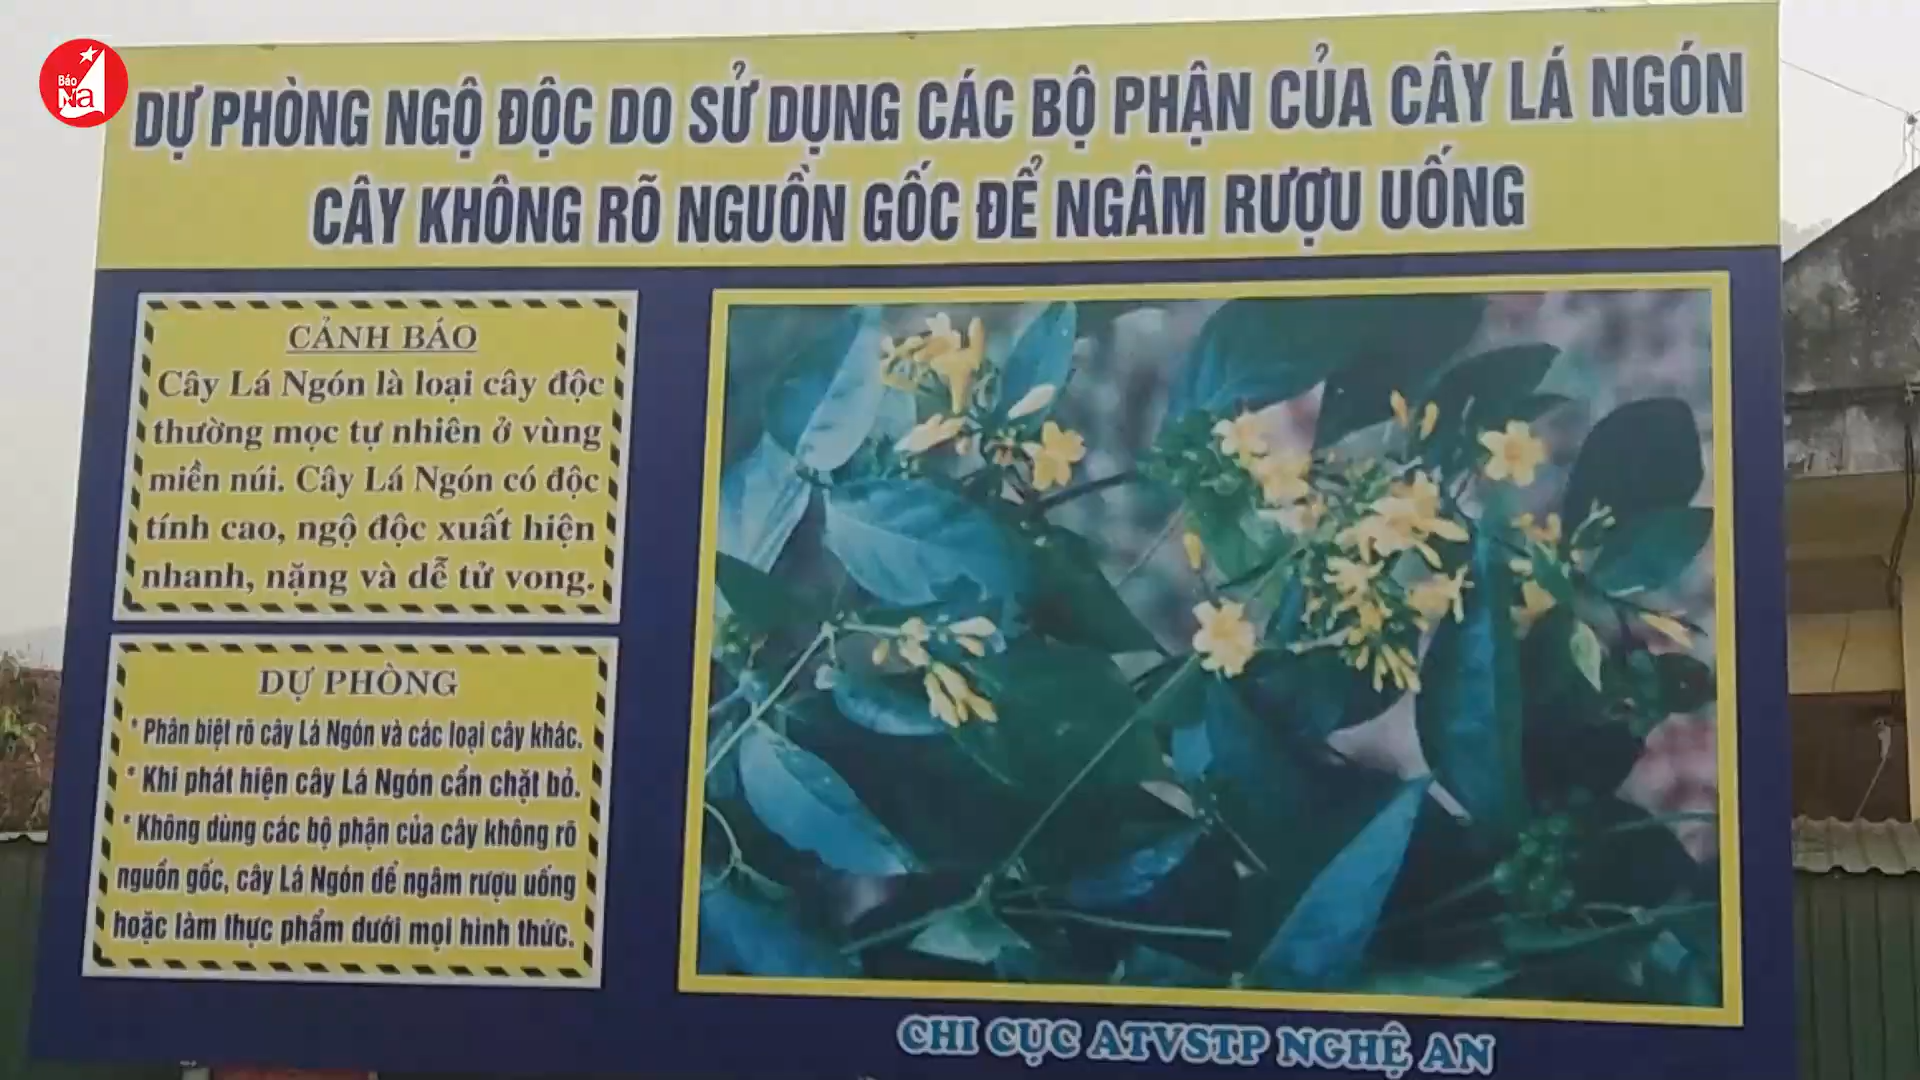 Báo
Na
DỰ PHÒNG NGỘ ĐỘC DO SỬ DỤNG CÁC BỘ PHẬN CỦA CÂY LÁ NGÓN
CÂY KHÔNG RÕ NGUỒN GỐC ĐỂ NGÂM RƯỢU UỐNG
CẢNH BÁO
Cây Lá Ngón là loại cây độc
thường mọc tự nhiên ở vùng
miền núi. Cây Lá Ngón có độc
tính cao, ngộ độc xuất hiện
nhanh, nặng và dễ tử vong.
DỰ PHÒNG
* Phân biệt rõ cây Lá Ngón và các loại cây khác.
* Khi phát hiện cây Lá Ngón cần chặt bỏ.
* Không dùng các bộ phận của cây không rõ
nguồn gốc, cây Lá Ngón để ngâm rượu uống
hoặc làm thực phẩm dưới mọi hình thức.
CHI CỤC ATVSTP NGHỆ AN